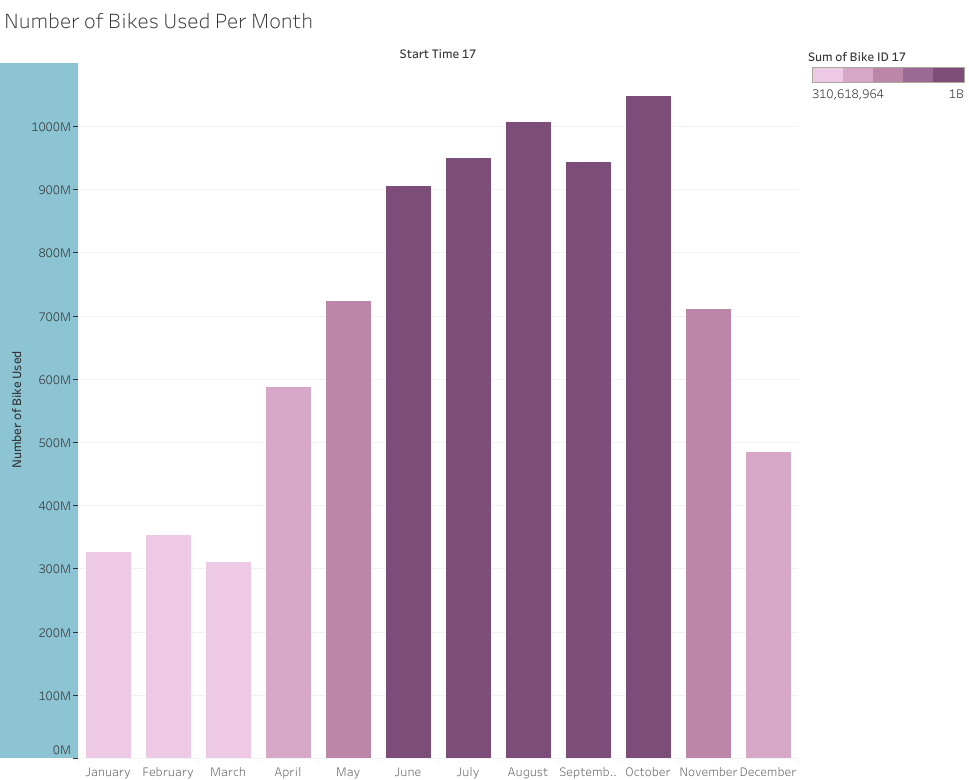 Number of Bikes Used Per Month
Start Time 17
Sum of Bike ID 17
310,618,964 1B
Number of Bike Used
1000M
900M
800M
700M
600M
500M
400M
300M
200M
100M
0M
January February March April May June July August Septemb.. October November December